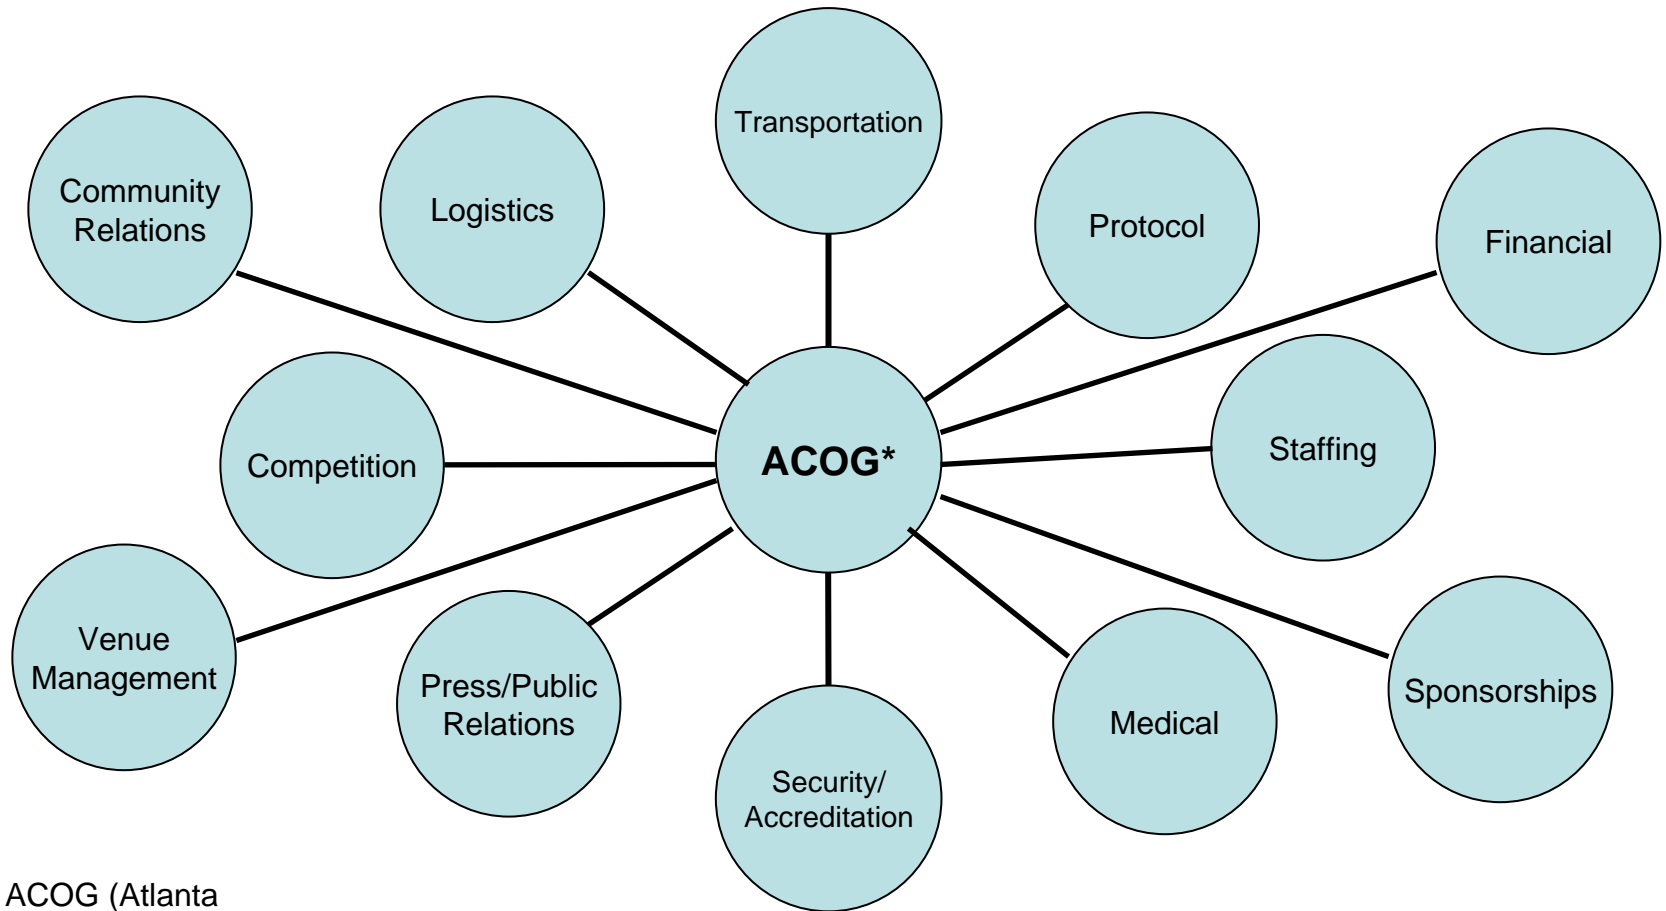 Transportation
Community
Relations
Logistics
Protocol
Financial
Competition
ACOG*
Staffing
Venue
Management
Press/Public
Relations
Security/
Accreditation
Medical
Sponsorships
ACOG (Atlanta